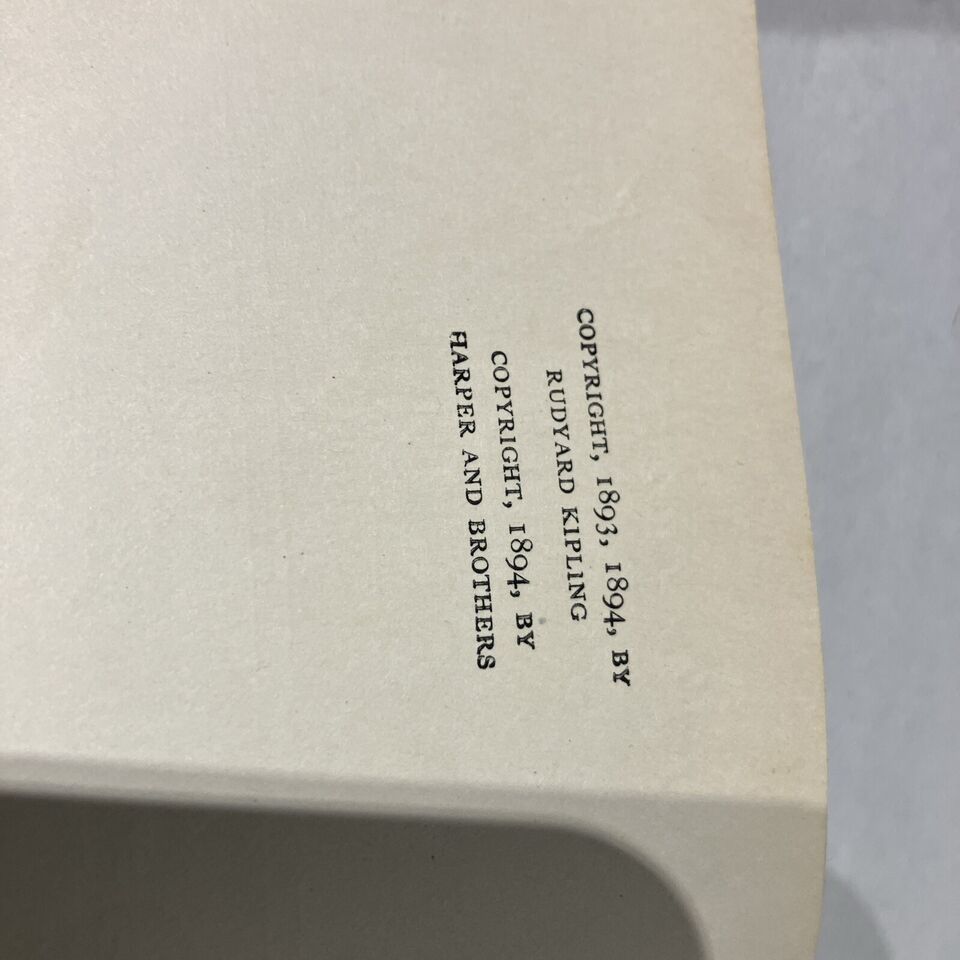 COPYRIGHT, 1893, 1894, BY
RUDYARD KIPLING
COPYRIGHT, 1894, BY
HARPER AND BROTHERS